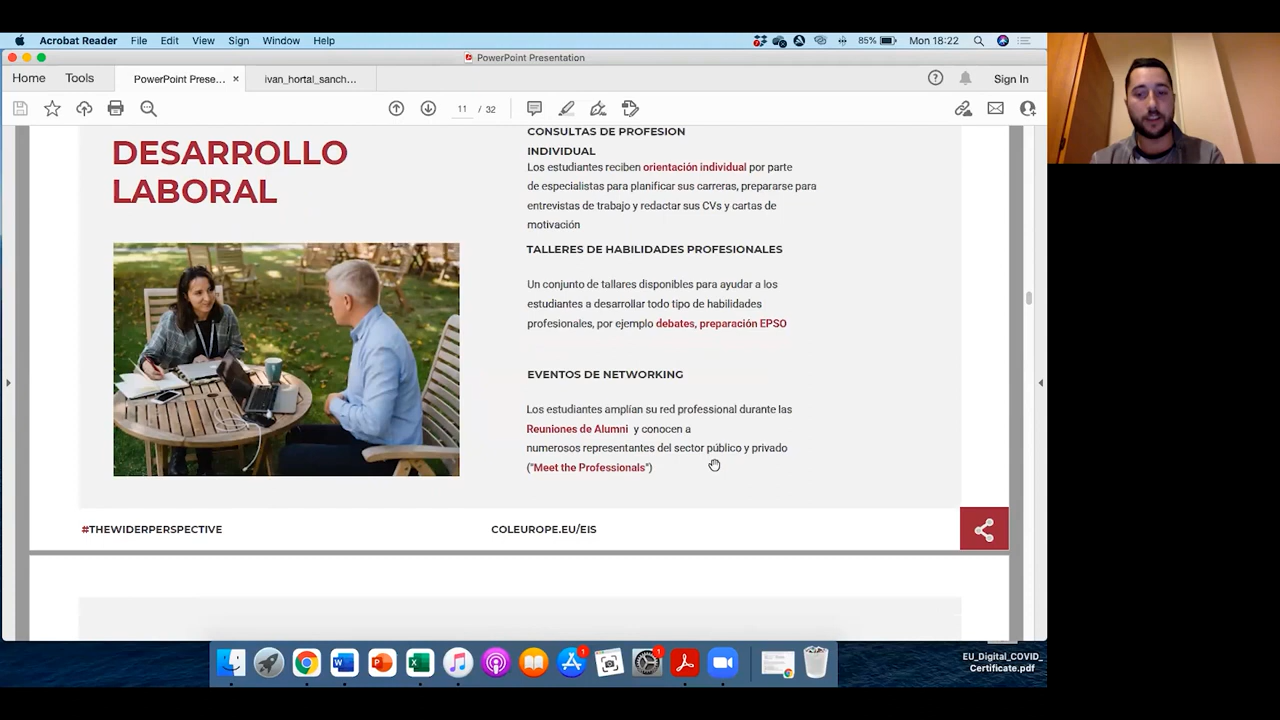 Acrobat Reader File Edit View Sign Window Help
85% Mon 18:22
PowerPoint Presentation
Home Tools PowerPoint Prese... × ivan_hortal_sanch... Sign In
11 / 32
DESARROLLO
LABORAL
CONSULTAS DE PROFESION
INDIVIDUAL
Los estudiantes reciben orientación individual por parte
de especialistas para planificar sus carreras, prepararse para
entrevistas de trabajo y redactar sus CVs y cartas de
motivación
TALLERES DE HABILIDADES PROFESIONALES
Un conjunto de tallares disponibles para ayudar a los
estudiantes a desarrollar todo tipo de habilidades
profesionales, por ejemplo debates, preparación EPSO
EVENTOS DE NETWORKING
Los estudiantes amplían su red professional durante las
Reuniones de Alumni y conocen a
numerosos representantes del sector público y privado
("Meet the Professionals")
#THEWIDERPERSPECTIVE
COLEUROPE.EU/EIS
EU_Digital_COVID_
Certificate.pdf